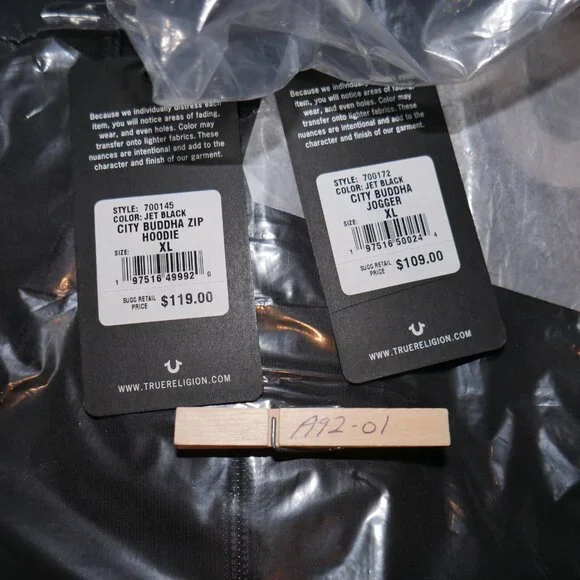 Because we individually distress each
item, you will notice areas of fading,
wear, and even holes. Color may
transfer onto lighter fabrics. These
nuances are intentional and add to the
character and finish of our garment.
STYLE: 700145
COLOR: JET BLACK
CITY BUDDHA ZIP
HOODIE
SIZE: XL
1 97516 49992 0
SUGG RETAIL
PRICE $119.00
WWW.TRUERELIGION.COM
Because we individually distress each
item, you will notice areas of fading,
wear, and even holes. Color may
transfer onto lighter fabrics. These
nuances are intentional and add to the
character and finish of our garment.
STYLE: 700172
COLOR: JET BLACK
CITY BUDDHA
JOGGER
SIZE: XL
1 97516 50024 4
SUGG RETAIL
PRICE $109.00
WWW.TRUERELIGION.COM
A92-01